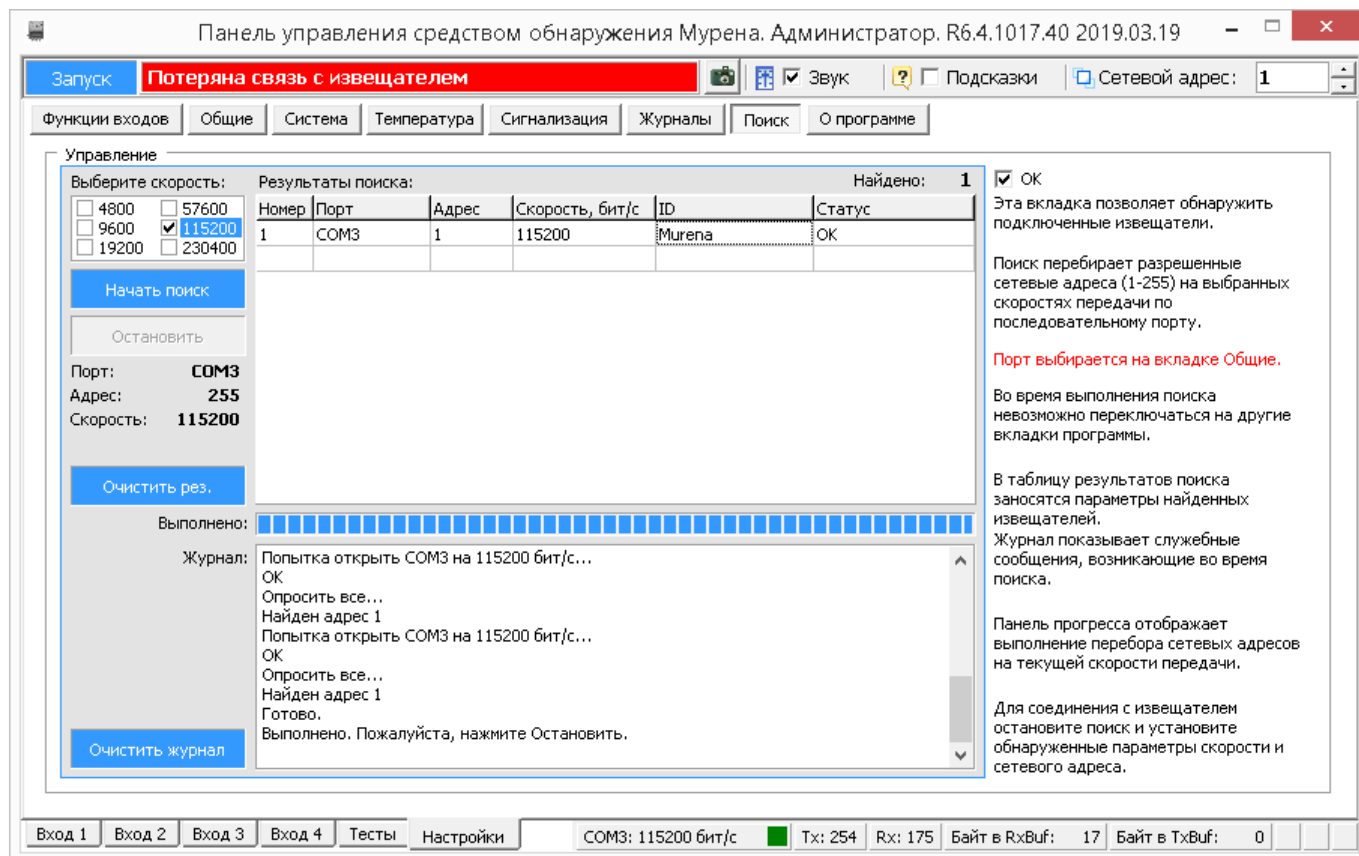 Панель управления средством обнаружения Мурена. Администратор. R6.4.1017.40 2019.03.19
Запуск Потеряна связь с извещателем Звук Подсказки Сетевой адрес: 1
Функции входов Общие Система Температура Сигнализация Журналы Поиск О программе
Управление
Выберите скорость:
4800 57600
9600 115200
19200 230400
Начать поиск
Остановить
Порт: COM3
Адрес: 255
Скорость: 115200
Очистить рез.
Результаты поиска: Найдено: 1
Номер Порт Адрес Скорость, бит/с ID Статус
1 COM3 1 115200 Murena OK
Выполнено:
Журнал:
Попытка открыть COM3 на 115200 бит/с...
OK
Опросить все...
Найден адрес 1
Попытка открыть COM3 на 115200 бит/с...
OK
Опросить все...
Найден адрес 1
Готово.
Выполнено. Пожалуйста, нажмите Остановить.
Очистить журнал
OK
Эта вкладка позволяет обнаружить
подключенные извещатели.
Поиск перебирает разрешенные
сетевые адреса (1-255) на выбранных
скоростях передачи по
последовательному порту.
Порт выбирается на вкладке Общие.
Во время выполнения поиска
невозможно переключаться на другие
вкладки программы.
В таблицу результатов поиска
заносятся параметры найденных
извещателей.
Журнал показывает служебные
сообщения, возникающие во время
поиска.
Панель прогресса отображает
выполнение перебора сетевых адресов
на текущей скорости передачи.
Для соединения с извещателем
остановите поиск и установите
обнаруженные параметры скорости и
сетевого адреса.
Вход 1 Вход 2 Вход 3 Вход 4 Тесты Настройки COM3: 115200 бит/с Tx: 254 Rx: 175 Байт в RxBuf: 17 Байт в TxBuf: 0